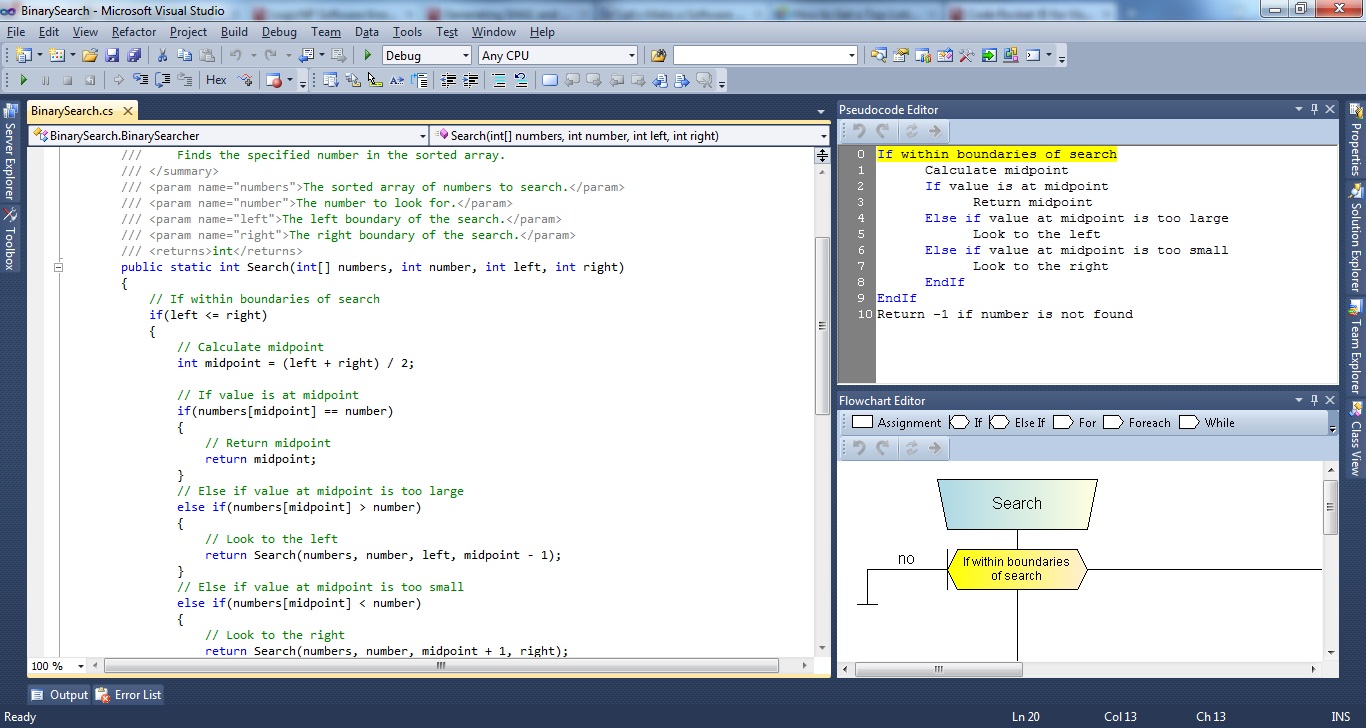 BinarySearch - Microsoft Visual Studio
File Edit View Refactor Project Build Debug Team Data Tools Test Window Help
Debug Any CPU
Hex
Server Explorer
Toolbox
BinarySearch.cs
BinarySearch.BinarySearcher Search(int[] numbers, int number, int left, int right)
/// Finds the specified number in the sorted array.
/// </summary>
/// <param name="numbers">The sorted array of numbers to search.</param>
/// <param name="number">The number to look for.</param>
/// <param name="left">The left boundary of the search.</param>
/// <param name="right">The right boundary of the search.</param>
/// <returns>int</returns>
public static int Search(int[] numbers, int number, int left, int right)
{
// If within boundaries of search
if(left <= right)
{
// Calculate midpoint
int midpoint = (left + right) / 2;
// If value is at midpoint
if(numbers[midpoint] == number)
{
// Return midpoint
return midpoint;
}
// Else if value at midpoint is too large
else if(numbers[midpoint] > number)
{
// Look to the left
return Search(numbers, number, left, midpoint - 1);
}
// Else if value at midpoint is too small
else if(numbers[midpoint] < number)
{
// Look to the right
return Search(numbers, number, midpoint + 1, right);
100 %
Pseudocode Editor
0 If within boundaries of search
1 Calculate midpoint
2 If value is at midpoint
3 Return midpoint
4 Else if value at midpoint is too large
5 Look to the left
6 Else if value at midpoint is too small
7 Look to the right
8 EndIf
9 EndIf
10 Return -1 if number is not found
Flowchart Editor
Assignment If Else If For Foreach While
Search
no
If within boundaries
of search
Properties
Solution Explorer
Team Explorer
Class View
Output Error List
Ready Ln 20 Col 13 Ch 13 INS